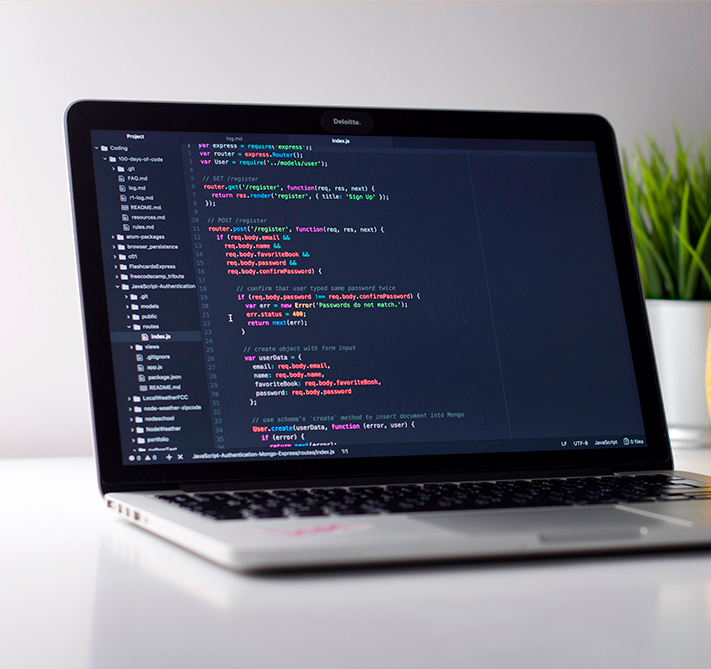 Deloitte.
Project
log.md
index.js
Coding
100-days-of-code
.git
FAQ.md
log.md
r1-log.md
README.md
resources.md
rules.md
atom-packages
browser_persistence
c01
FlashcardsExpress
freecodecamp_tribute
JavaScript-Authentication
.git
models
public
routes
index.js
views
.gitignore
app.js
package.json
README.md
LocalWeatherFCC
node-weather-zipcode
nodeschool
NodeWeather
portfolio
1 var express = require('express');
2 var router = express.Router();
3 var User = require('../models/user');
4
5 // GET /register
6 router.get('/register', function(req, res, next) {
7 return res.render('register', { title: 'Sign Up' });
8 });
9
10 // POST /register
11 router.post('/register', function(req, res, next) {
12 if (req.body.email &&
13 req.body.name &&
14 req.body.favoriteBook &&
15 req.body.password &&
16 req.body.confirmPassword) {
17
18 // confirm that user typed same password twice
19 if (req.body.password !== req.body.confirmPassword) {
20 var err = new Error('Passwords do not match.');
21 err.status = 400;
22 return next(err);
23 }
24
25 // create object with form input
26 var userData = {
27 email: req.body.email,
28 name: req.body.name,
29 favoriteBook: req.body.favoriteBook,
30 password: req.body.password
31 };
32
33 // use schema's `create` method to insert document into Mongo
34 User.create(userData, function (error, user) {
35 if (error) {
return next(error);
0 0 JavaScript-Authentication-Mongo-Express/routes/index.js 1:1
LF UTF-8 JavaScript 0 files